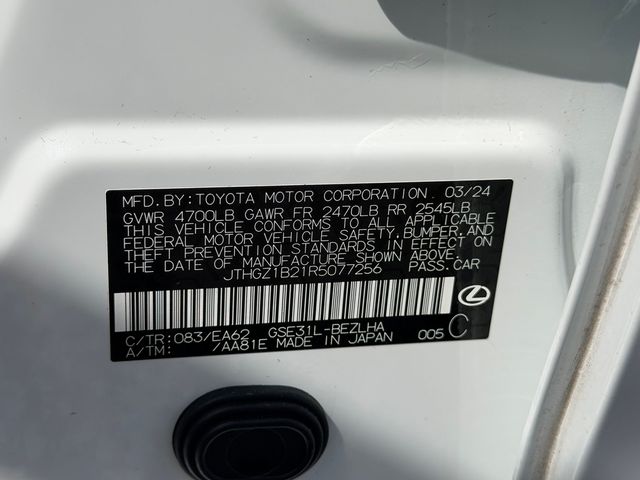 MFD. BY: TOYOTA MOTOR CORPORATION 03/24
GVWR 4700LB GAWR FR 2470LB RR 2545LB
THIS VEHICLE CONFORMS TO ALL APPLICABLE
FEDERAL MOTOR VEHICLE SAFETY, BUMPER, AND
THEFT PREVENTION STANDARDS IN EFFECT ON
THE DATE OF MANUFACTURE SHOWN ABOVE.
JTHGZ1B21R5077256 PASS. CAR
C/TR: 083/EA62 GSE31L-BEZLHA
A/TM: /AA81E MADE IN JAPAN 005 C